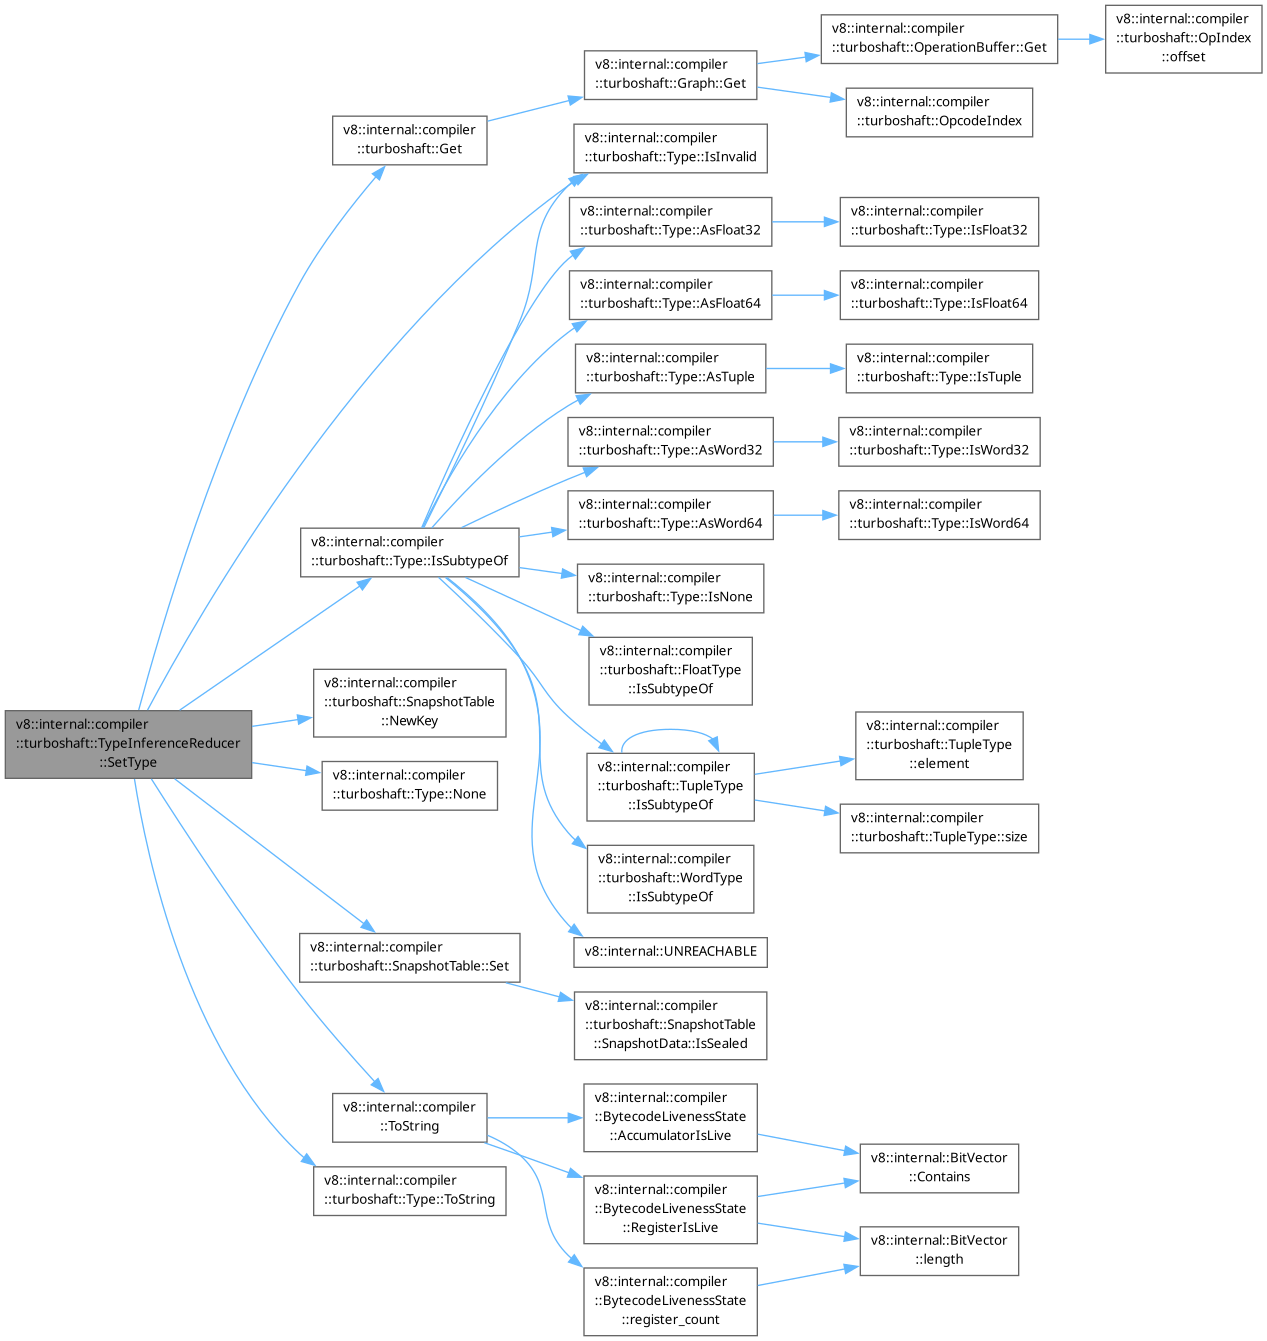 v8::internal::compiler
::turboshaft::TypeInferenceReducer
::SetType
v8::internal::compiler
::turboshaft::Get
v8::internal::compiler
::turboshaft::Graph::Get
v8::internal::compiler
::turboshaft::OperationBuffer::Get
v8::internal::compiler
::turboshaft::OpIndex
::offset
v8::internal::compiler
::turboshaft::OpcodeIndex
v8::internal::compiler
::turboshaft::Type::IsInvalid
v8::internal::compiler
::turboshaft::Type::IsSubtypeOf
v8::internal::compiler
::turboshaft::Type::AsFloat32
v8::internal::compiler
::turboshaft::Type::IsFloat32
v8::internal::compiler
::turboshaft::Type::AsFloat64
v8::internal::compiler
::turboshaft::Type::IsFloat64
v8::internal::compiler
::turboshaft::Type::AsTuple
v8::internal::compiler
::turboshaft::Type::IsTuple
v8::internal::compiler
::turboshaft::Type::AsWord32
v8::internal::compiler
::turboshaft::Type::IsWord32
v8::internal::compiler
::turboshaft::Type::AsWord64
v8::internal::compiler
::turboshaft::Type::IsWord64
v8::internal::compiler
::turboshaft::Type::IsNone
v8::internal::compiler
::turboshaft::FloatType
::IsSubtypeOf
v8::internal::compiler
::turboshaft::TupleType
::IsSubtypeOf
v8::internal::compiler
::turboshaft::TupleType
::element
v8::internal::compiler
::turboshaft::TupleType::size
v8::internal::compiler
::turboshaft::WordType
::IsSubtypeOf
v8::internal::UNREACHABLE
v8::internal::compiler
::turboshaft::SnapshotTable
::NewKey
v8::internal::compiler
::turboshaft::Type::None
v8::internal::compiler
::turboshaft::SnapshotTable::Set
v8::internal::compiler
::turboshaft::SnapshotTable
::SnapshotData::IsSealed
v8::internal::compiler
::ToString
v8::internal::compiler
::BytecodeLivenessState
::AccumulatorIsLive
v8::internal::BitVector
::Contains
v8::internal::compiler
::BytecodeLivenessState
::RegisterIsLive
v8::internal::BitVector
::length
v8::internal::compiler
::BytecodeLivenessState
::register_count
v8::internal::compiler
::turboshaft::Type::ToString